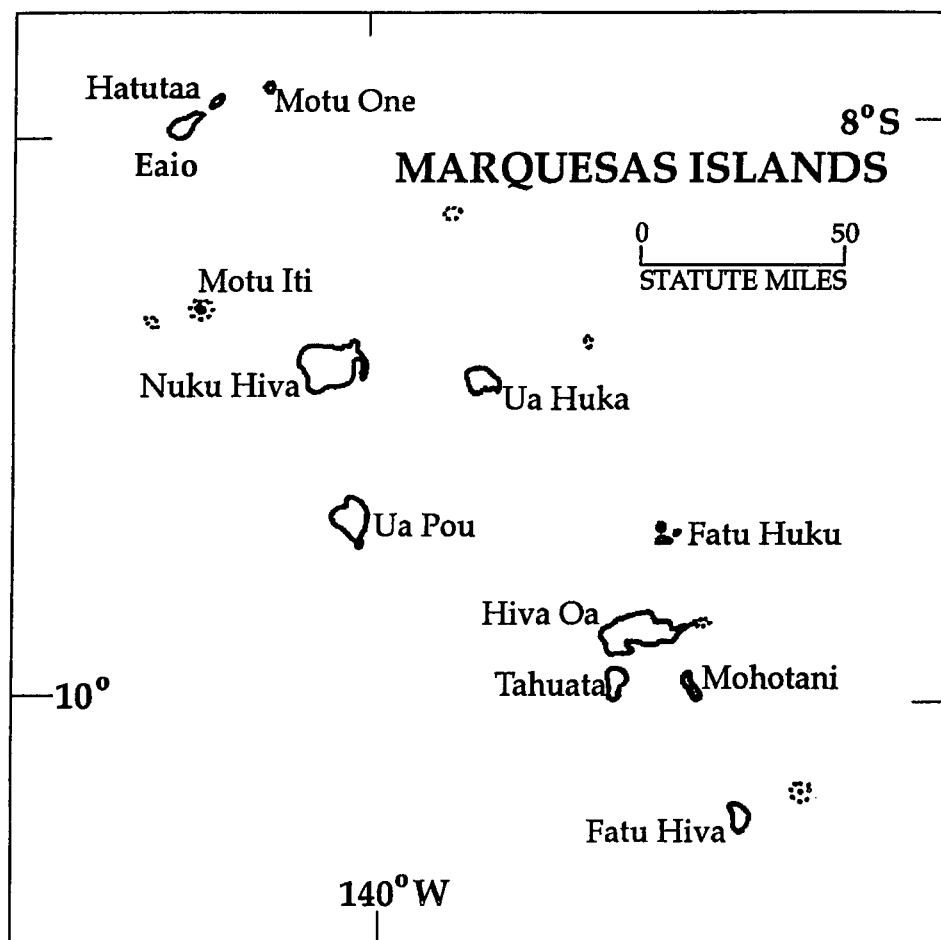 Hatutaa
Motu One
8°S
Eaio
MARQUESAS ISLANDS
0 50
STATUTE MILES
Motu Iti
Nuku Hiva
Ua Huka
Ua Pou
Fatu Huku
Hiva Oa
Tahuata
Mohotani
10°
Fatu Hiva
140° W